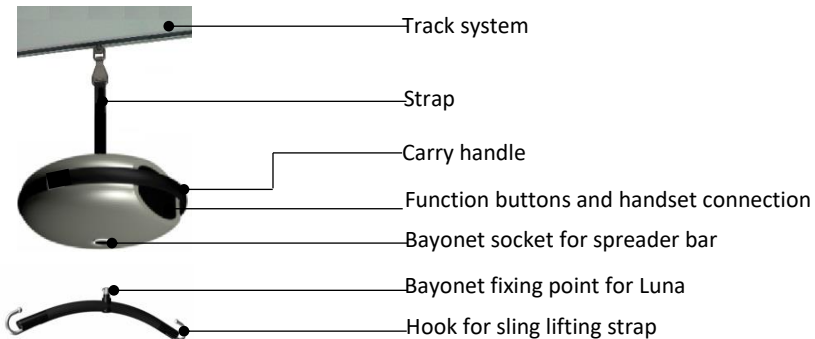 Track system
Strap
Carry handle
Function buttons and handset connection
Bayonet socket for spreader bar
Bayonet fixing point for Luna
Hook for sling lifting strap